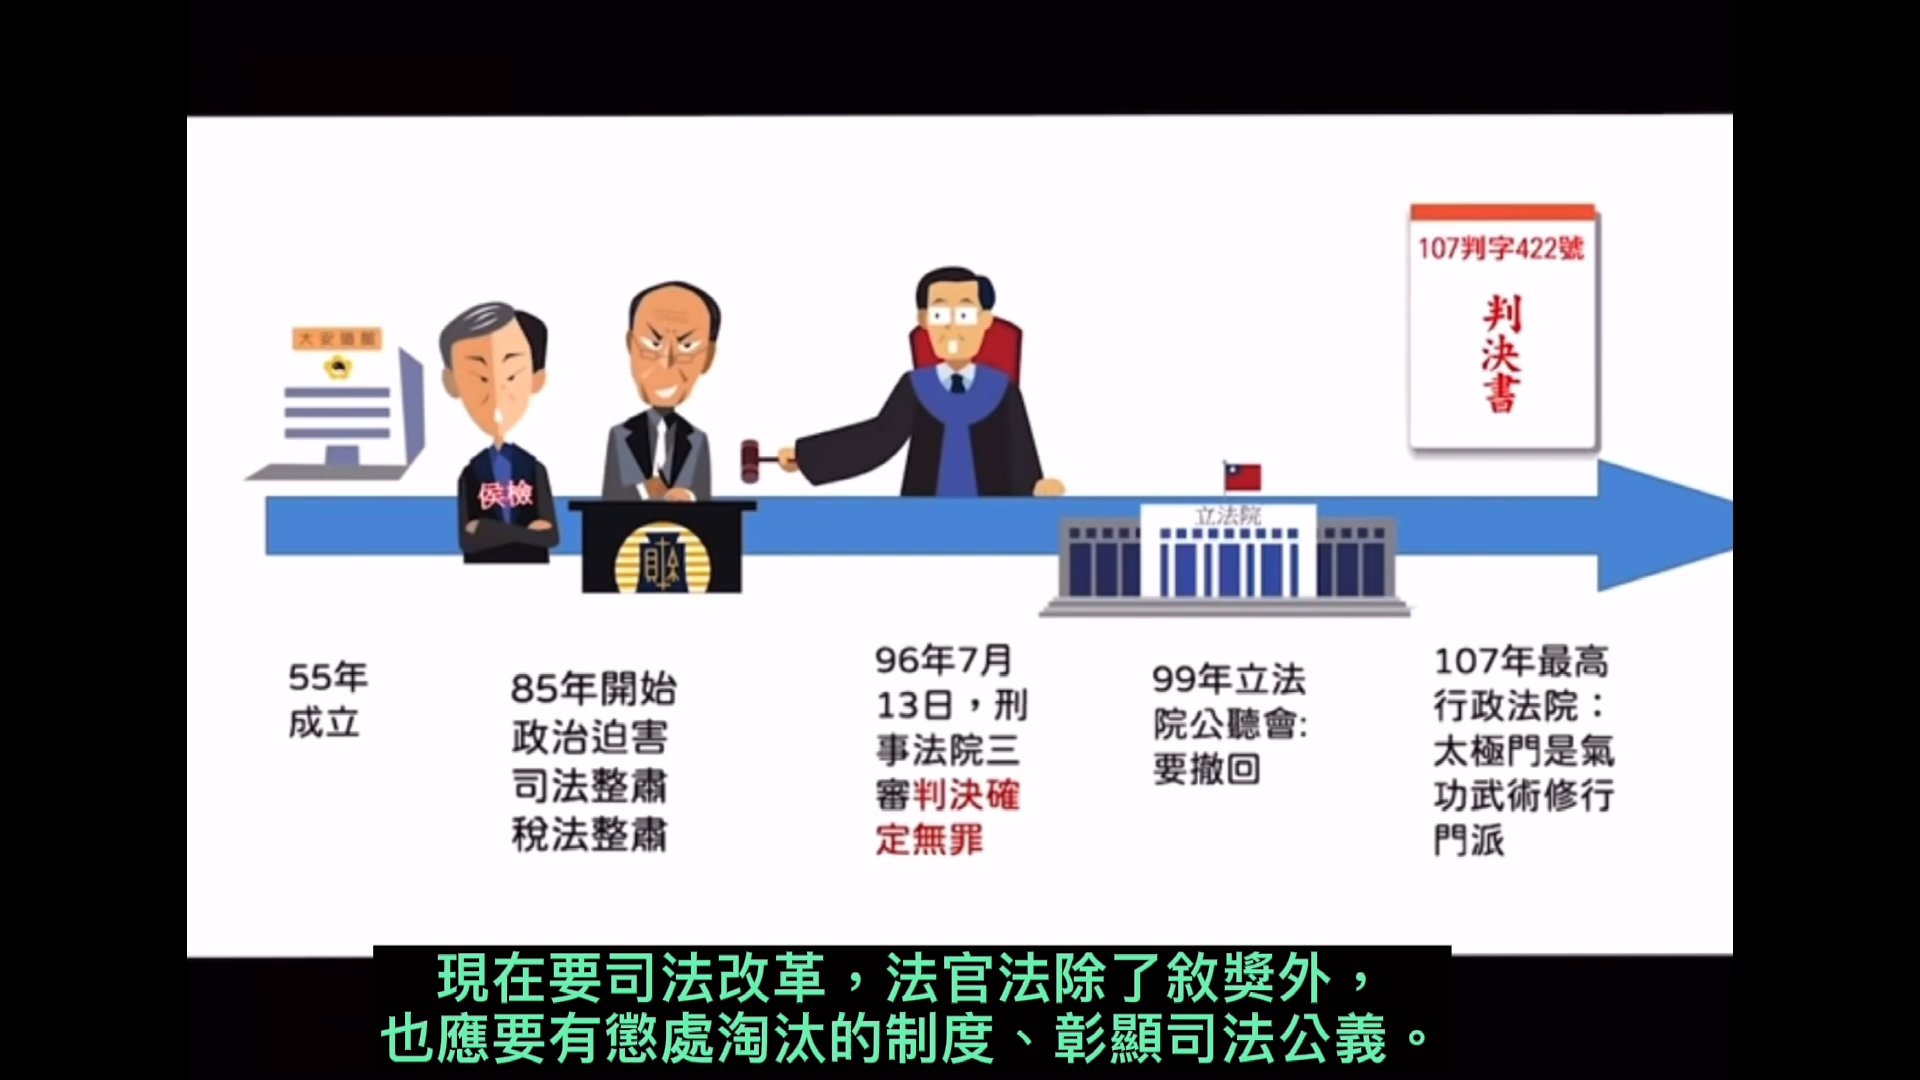 107判字422號
判決書
大安道館
侯檢
立法院
55年
成立
85年開始
政治迫害
司法整肅
稅法整肅
96年7月
13日，刑
事法院三
審判決確
定無罪
99年立法
院公聽會:
要撤回
107年最高
行政法院：
太極門是氣
功武術修行
門派
現在要司法改革，法官法除了敘獎外，
也應要有懲處淘汰的制度、彰顯司法公義。